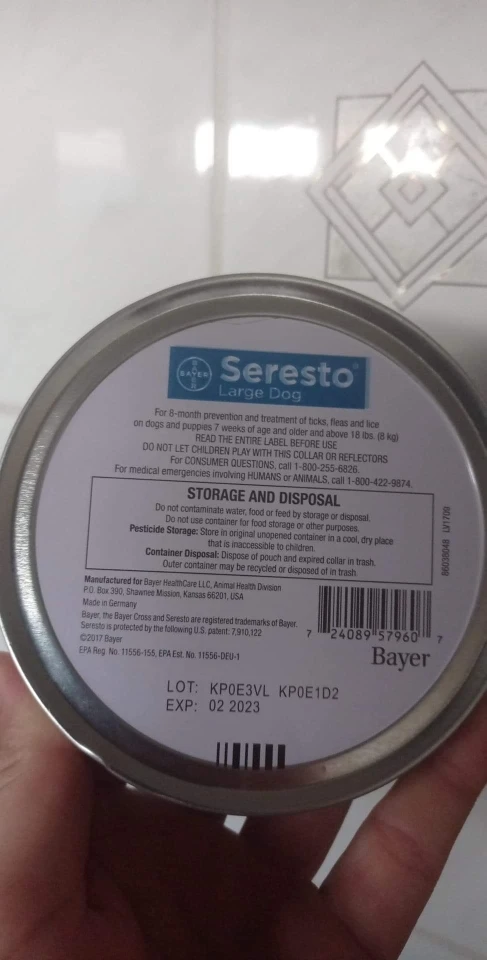 BAYER
BAYER
Seresto®
Large Dog
For 8-month prevention and treatment of ticks, fleas and lice
on dogs and puppies 7 weeks of age and older and above 18 lbs. (8 kg)
READ THE ENTIRE LABEL BEFORE USE
DO NOT LET CHILDREN PLAY WITH THIS COLLAR OR REFLECTORS
For CONSUMER QUESTIONS, call 1-800-255-6826.
For medical emergencies involving HUMANS or ANIMALS, call 1-800-422-9874.
STORAGE AND DISPOSAL
Do not contaminate water, food or feed by storage or disposal.
Do not use container for food storage or other purposes.
Pesticide Storage: Store in original unopened container in a cool, dry place
that is inaccessible to children.
Container Disposal: Dispose of pouch and expired collar in trash.
Outer container may be recycled or disposed of in trash.
86038048 LV1709
Manufactured for Bayer HealthCare LLC, Animal Health Division
P.O. Box 390, Shawnee Mission, Kansas 66201, USA
Made in Germany
Bayer, the Bayer Cross and Seresto are registered trademarks of Bayer.
Seresto is protected by the following U.S. patent: 7,910,122
©2017 Bayer
EPA Reg. No. 11556-155, EPA Est. No. 11556-DEU-1
7 24089 57960 7
Bayer
LOT: KP0E3VL KP0E1D2
EXP: 02 2023